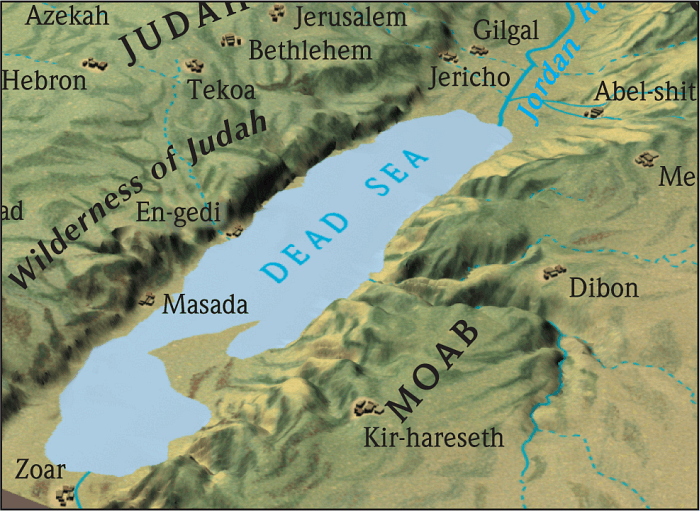 Azekah
JUDAH
Jerusalem
Gilgal
Bethlehem
Hebron
Tekoa
Jericho
Jordan
Abel-shit
Wilderness of Judah
DEAD SEA
Me
ad
En-gedi
Masada
Dibon
MOAB
Kir-hareseth
Zoar